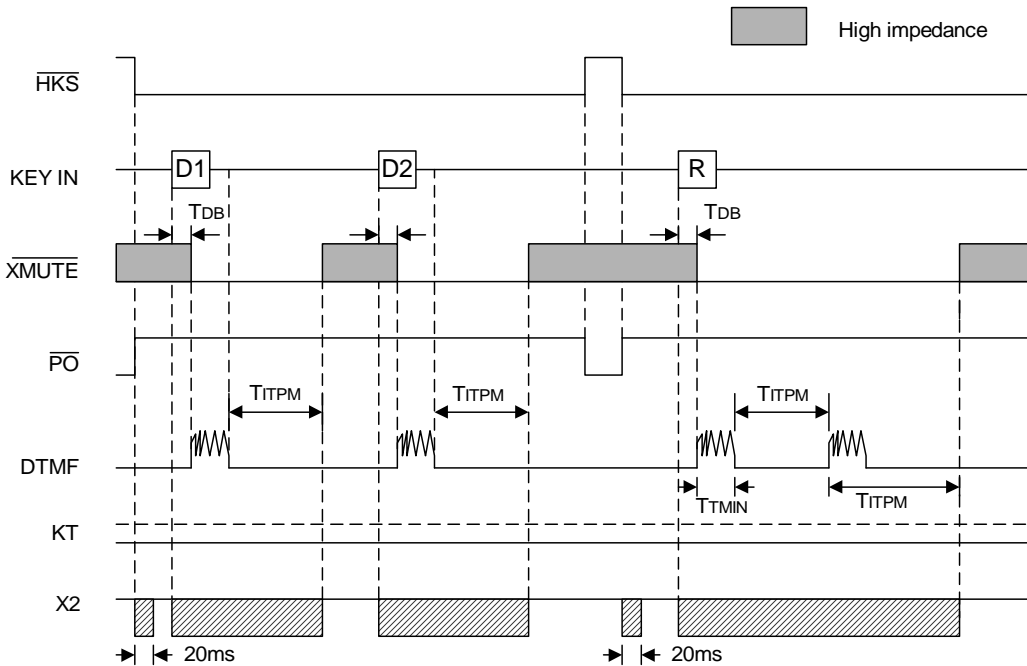 High impedance
HKS
KEY IN D1 D2 R
TDB TDB
XMUTE
PO
TITPM TITPM TITPM
DTMF
TTMIN TITPM
KT
X2
20ms 20ms